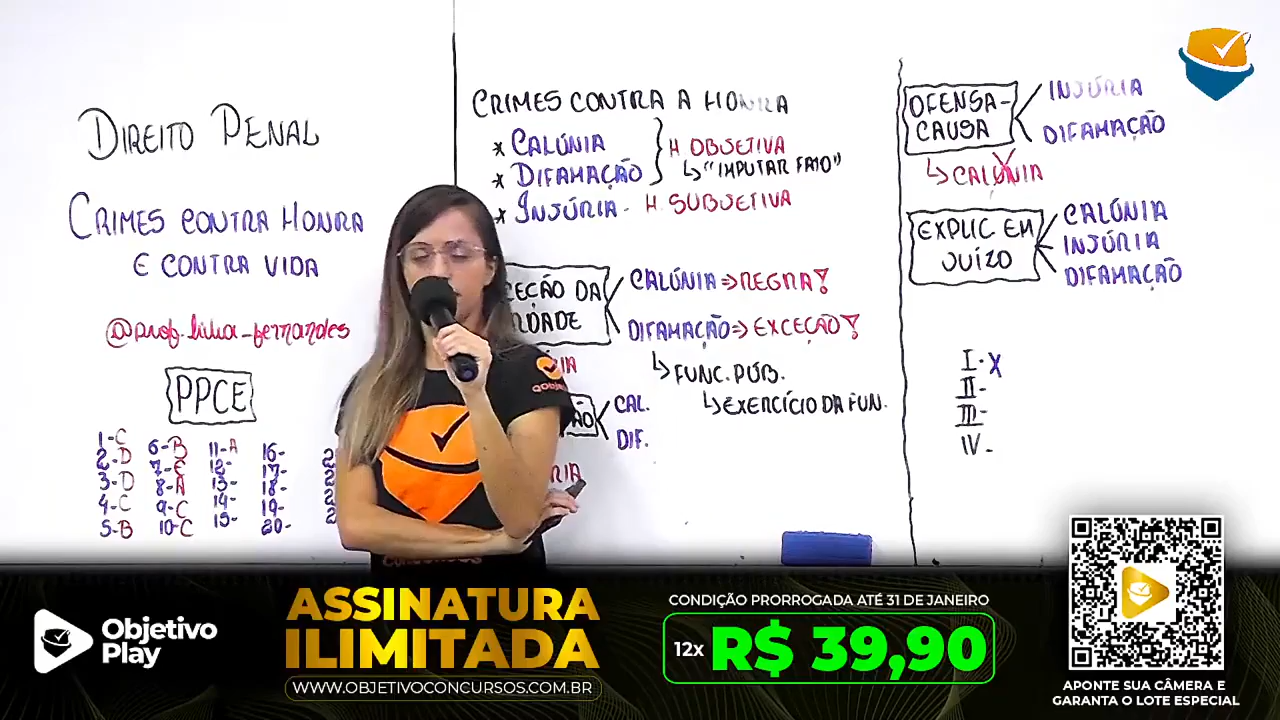 DIREITO PENAL
CRIMES CONTRA HONRA
E CONTRA VIDA
@prof.lilia_fernandes
PPCE
1-C 6-B 11-A 16-
2-D 7-E 12- 17-
3-D 8-A 13- 18-
4-C 9-C 14- 19-
5-B 10-C 15- 20-
CRIMES CONTRA A HONRA
* CALÚNIA
* DIFAMAÇÃO
H OBJETIVA
↳ "IMPUTAR FATO"
* INJÚRIA - H. SUBJETIVA
CALÚNIA => REGRA!
DIFAMAÇÃO => EXCEÇÃO!
↳ FUNC. PÚB.
↳ EXERCÍCIO DA FUN.
CAL.
DIF.
OFENSA-
CAUSA
INJÚRIA
DIFAMAÇÃO
↳ CALÚNIA
EXPLIC EM
JUÍZO
CALÚNIA
INJÚRIA
DIFAMAÇÃO
I - X
II -
III -
IV -
Objetivo
Play
ASSINATURA
ILIMITADA
WWW.OBJETIVOCONCURSOS.COM.BR
CONDIÇÃO PRORROGADA ATÉ 31 DE JANEIRO
12x R$ 39,90
APONTE SUA CÂMERA E
GARANTA O LOTE ESPECIAL